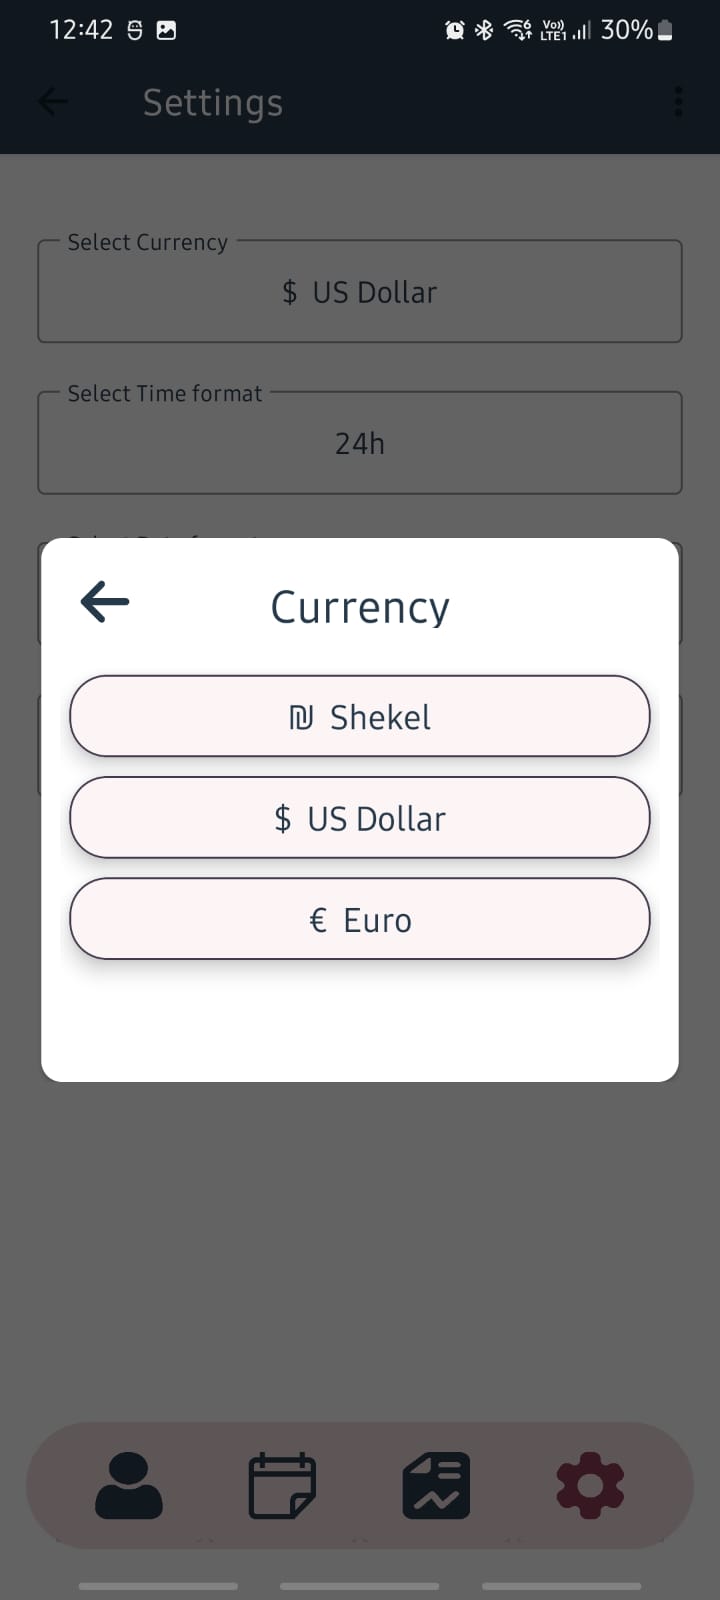 12:42
Vo)) LTE1 30%
Settings
Select Currency
$ US Dollar
Select Time format
24h
Currency
₪ Shekel
$ US Dollar
€ Euro